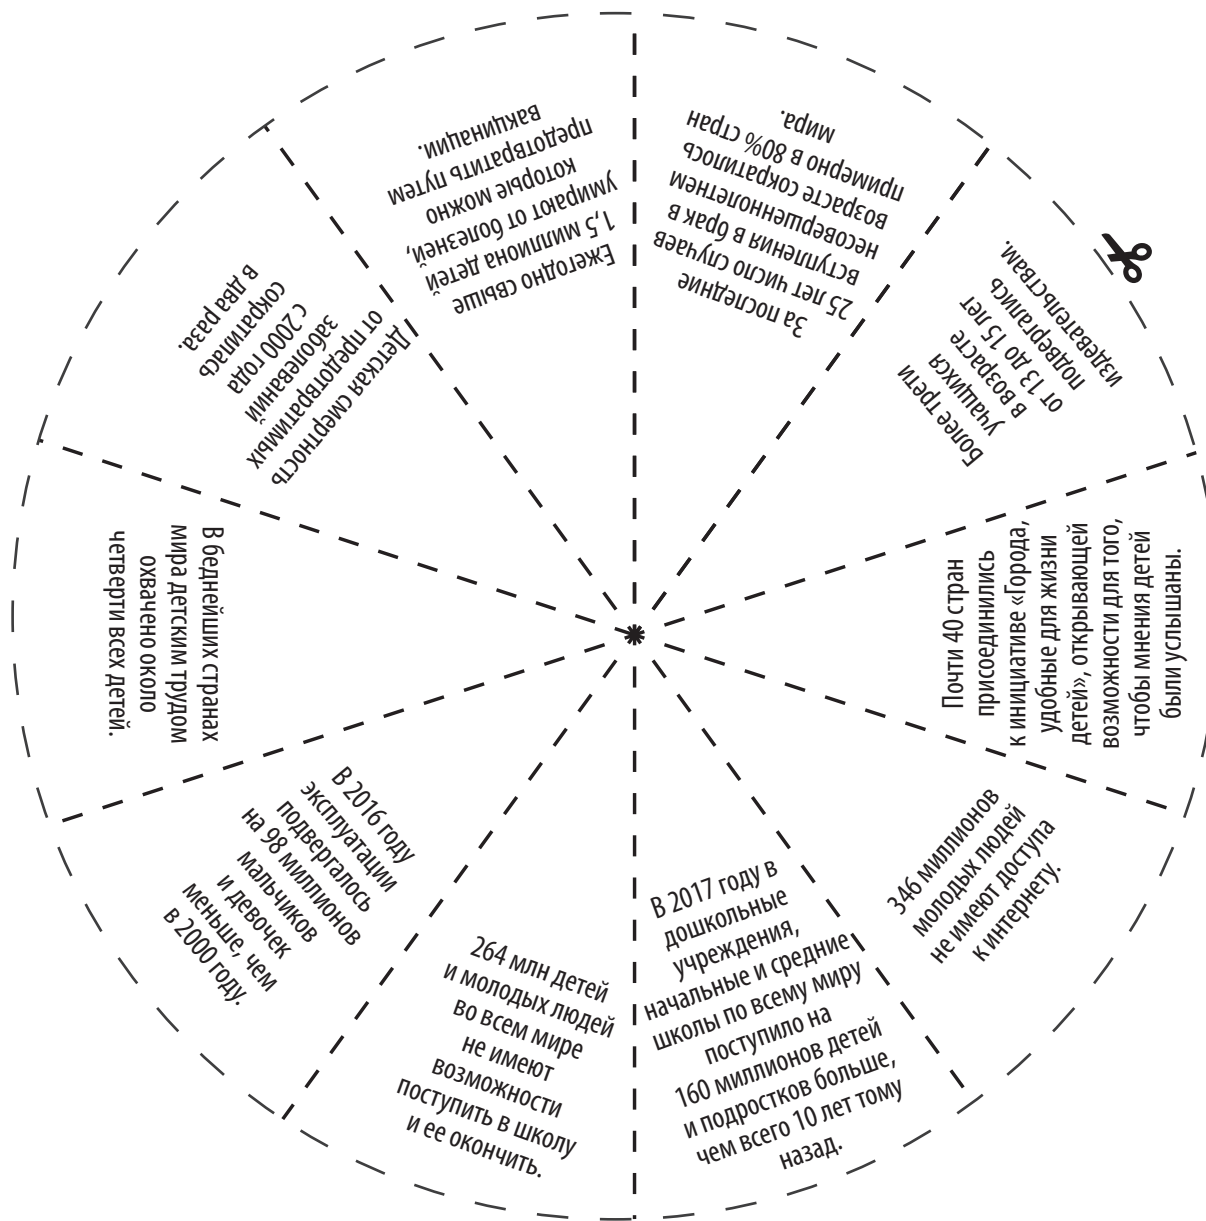 За последние
25 лет число случаев
вступления в брак в
несовершеннолетнем
возрасте сократилось
примерно в 80% стран
мира.
Более трети
учащихся
в возрасте
от 13 до 15 лет
подвергались
издевательствам.
Почти 40 стран
присоединились
к инициативе «Города,
удобные для жизни
детей», открывающей
возможности для того,
чтобы мнения детей
были услышаны.
346 миллионов
молодых людей
не имеют доступа
к интернету.
В 2017 году в
дошкольные
учреждения,
начальные и средние
школы по всему миру
поступило на
160 миллионов детей
и подростков больше,
чем всего 10 лет тому
назад.
264 млн детей
и молодых людей
во всем мире
не имеют
возможности
поступить в школу
и ее окончить.
В 2016 году
эксплуатации
подвергалось
на 98 миллионов
мальчиков
и девочек
меньше, чем
в 2000 году.
В беднейших странах
мира детским трудом
охвачено около
четверти всех детей.
Детская смертность
от предотвратимых
заболеваний
с 2000 года
сократилась
в два раза.
Ежегодно свыше
1,5 миллиона детей
умирают от болезней,
которые можно
предотвратить путем
вакцинации.